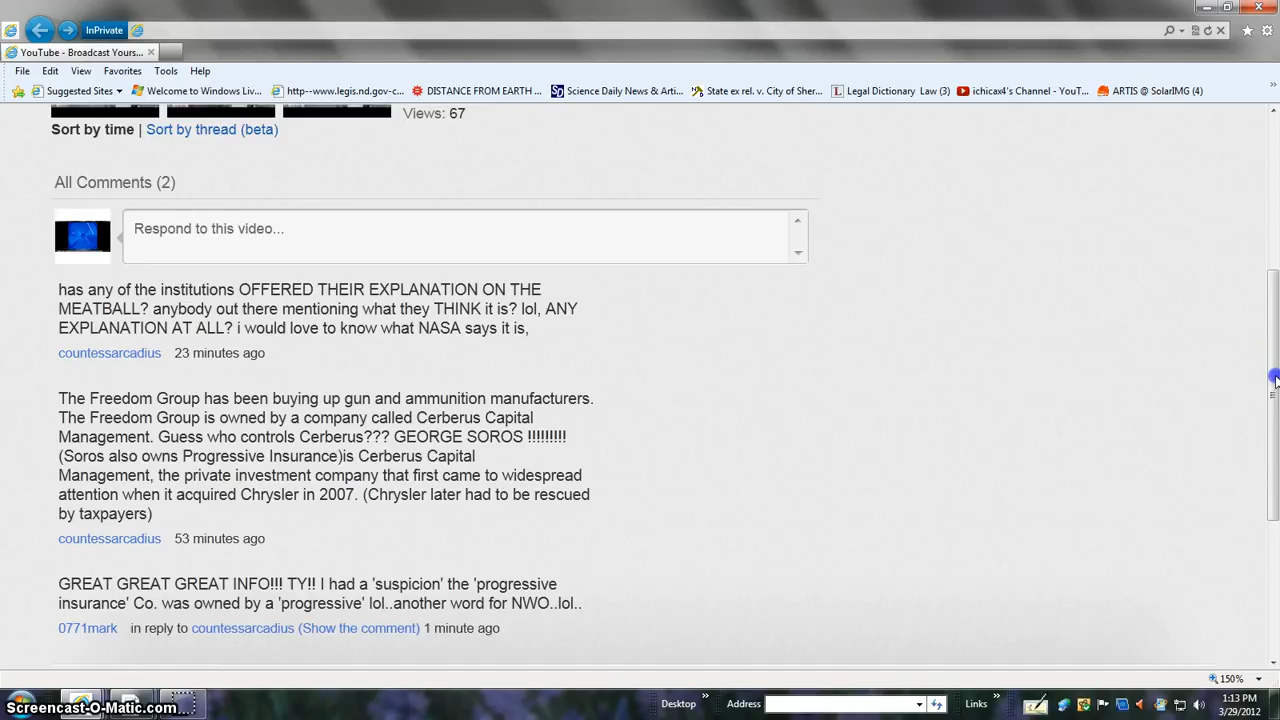 InPrivate
YouTube - Broadcast Yours...
File Edit View Favorites Tools Help
Suggested Sites Welcome to Windows Liv... http--www.legis.nd.gov-c... DISTANCE FROM EARTH ... Science Daily News & Arti... State ex rel. v. City of Sher... Legal Dictionary Law (3) ichicax4's Channel - YouT... ARTIS @ SolarIMG (4)
Views: 67
Sort by time | Sort by thread (beta)
All Comments (2)
Respond to this video...
has any of the institutions OFFERED THEIR EXPLANATION ON THE
MEATBALL? anybody out there mentioning what they THINK it is? lol, ANY
EXPLANATION AT ALL? i would love to know what NASA says it is,
countessarcadius 23 minutes ago
The Freedom Group has been buying up gun and ammunition manufacturers.
The Freedom Group is owned by a company called Cerberus Capital
Management. Guess who controls Cerberus??? GEORGE SOROS !!!!!!!!!
(Soros also owns Progressive Insurance)is Cerberus Capital
Management, the private investment company that first came to widespread
attention when it acquired Chrysler in 2007. (Chrysler later had to be rescued
by taxpayers)
countessarcadius 53 minutes ago
GREAT GREAT GREAT INFO!!! TY!! I had a 'suspicion' the 'progressive
insurance' Co. was owned by a 'progressive' lol..another word for NWO..lol..
0771mark in reply to countessarcadius (Show the comment) 1 minute ago
150%
Desktop Address Links 1:13 PM
Screencast-O-Matic.com 3/29/2012